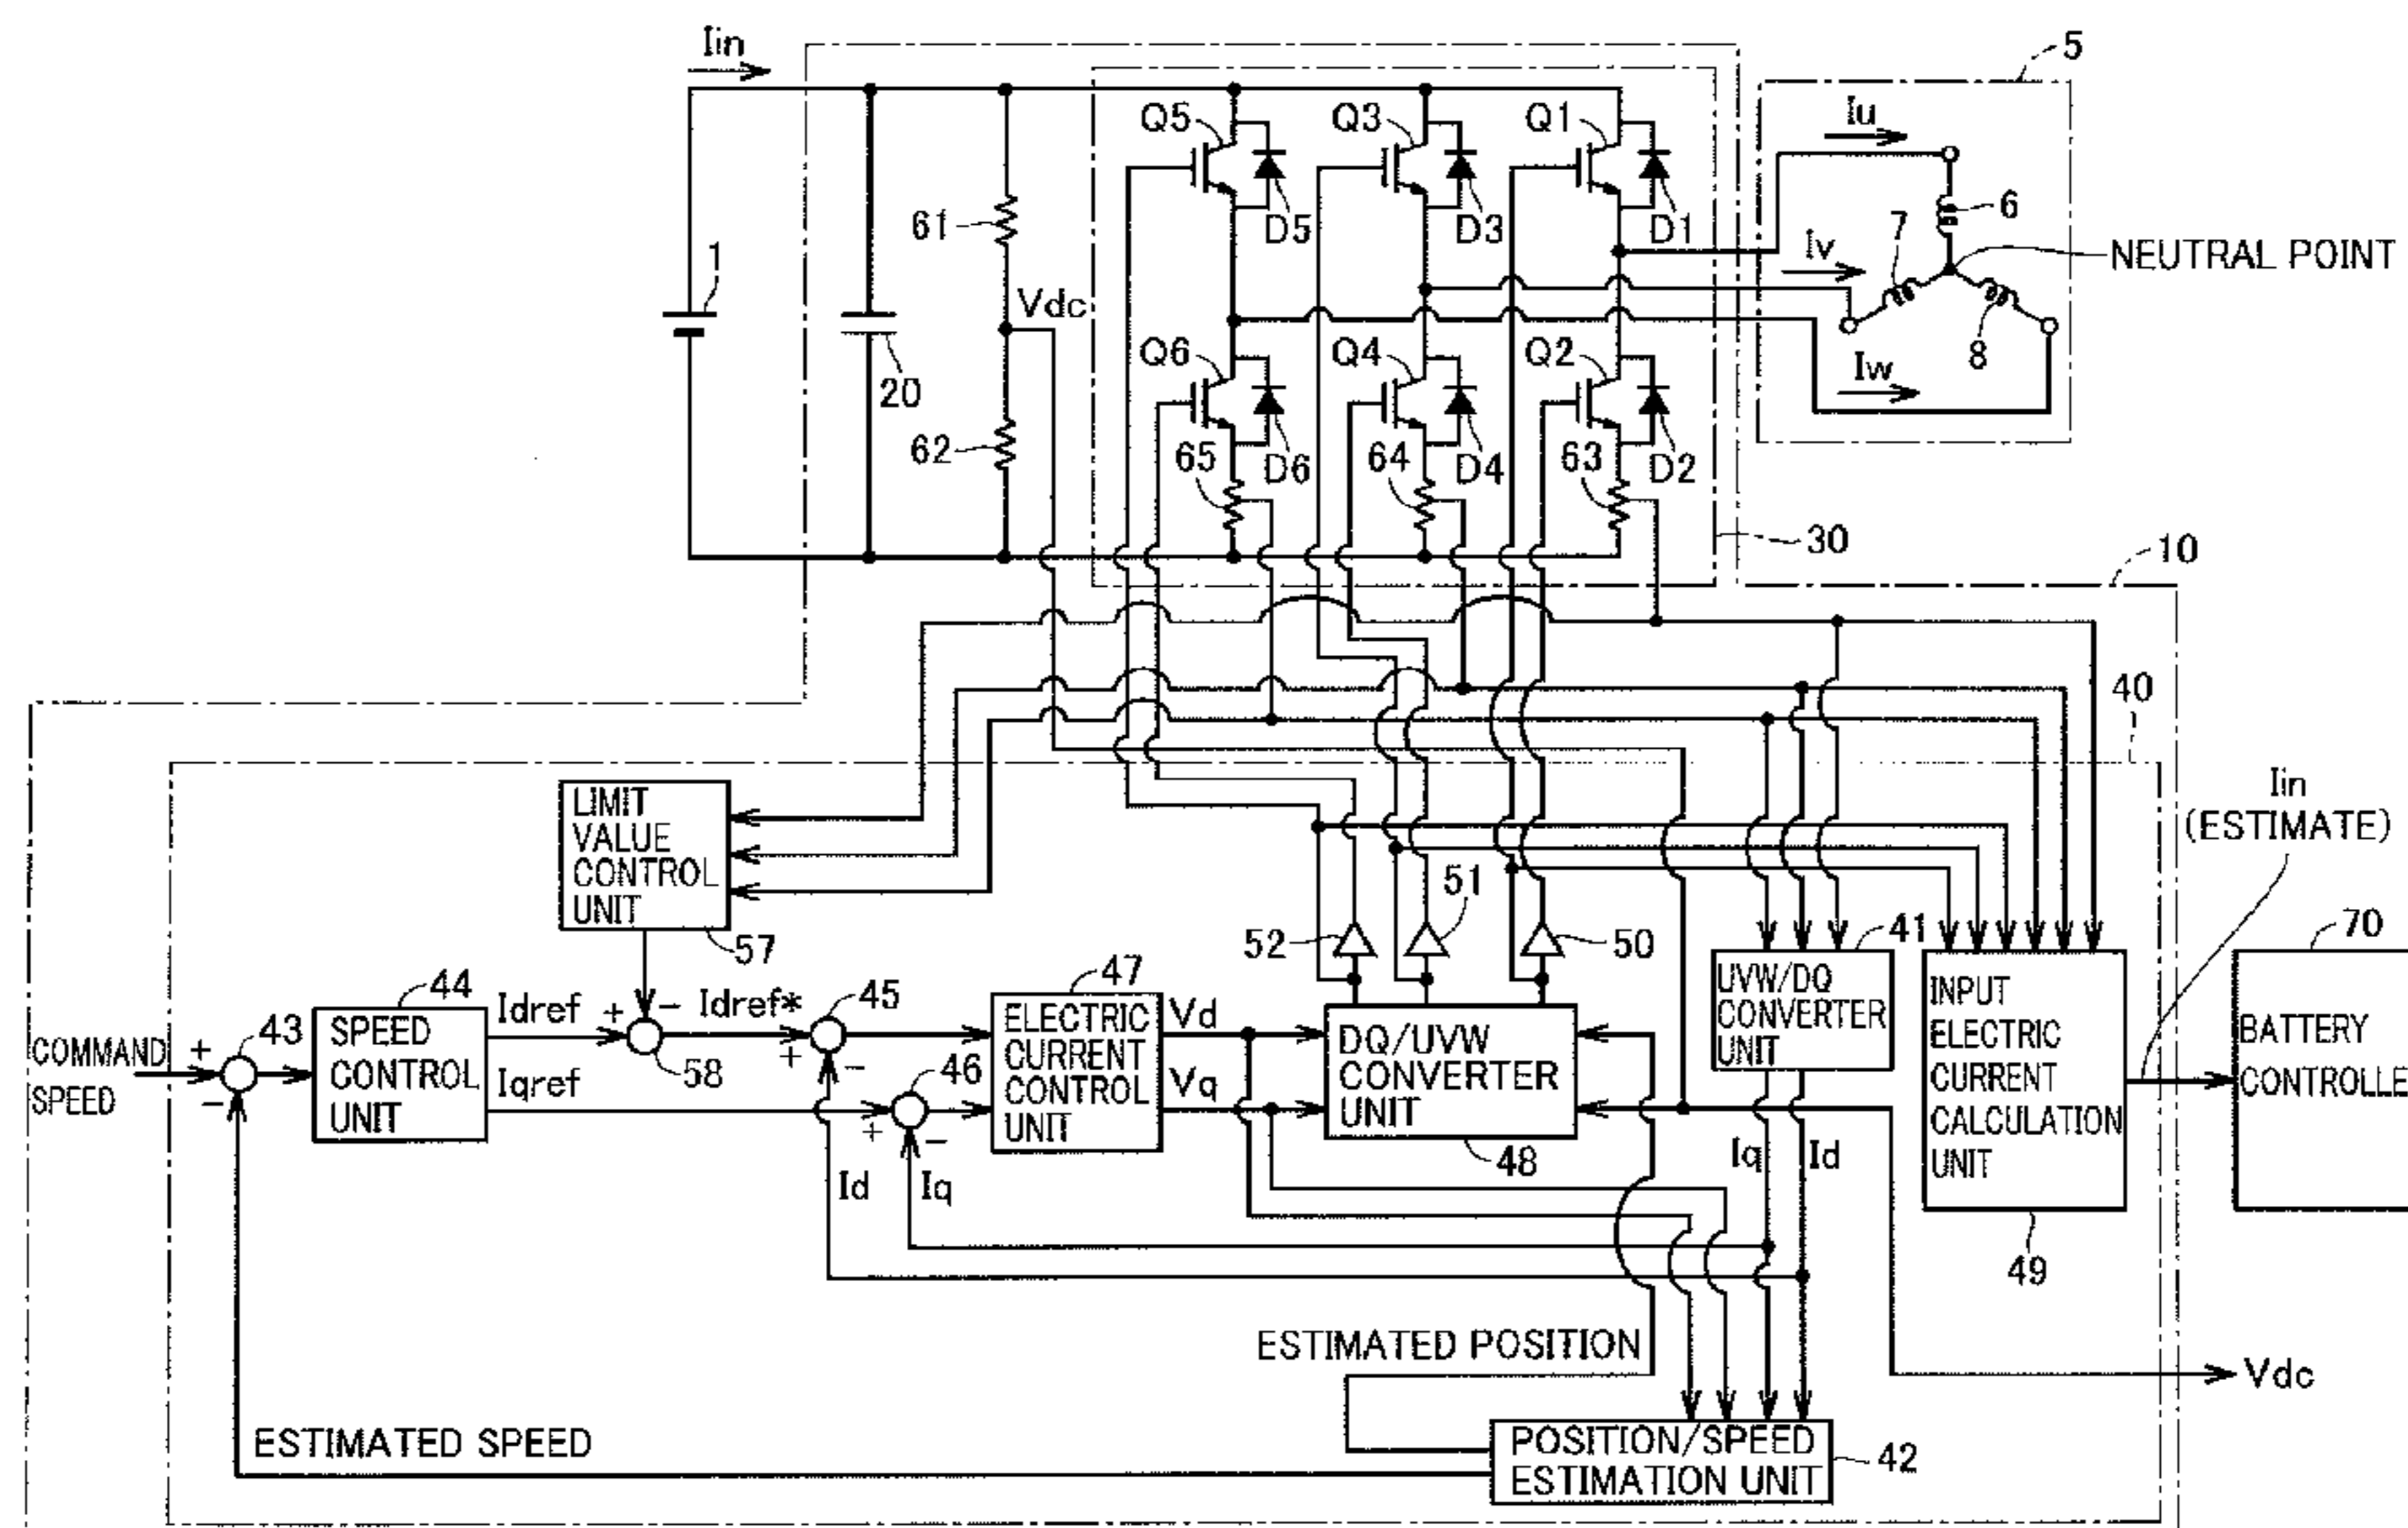 Iin
5
Q5
Q3
Q1
Iu
61
D5
D3
D1
7
6
Iv
NEUTRAL POINT
1
Vdc
Q6
Q4
Q2
8
20
Iw
62
65
D6
64
D4
63
D2
30
10
40
LIMIT
VALUE
CONTROL
UNIT
57
Iin
(ESTIMATE)
52
51
50
41
70
44
47
UVW/DQ
CONVERTER
UNIT
INPUT
ELECTRIC
CURRENT
CALCULATION
UNIT
BATTERY
CONTROLLE
COMMAND
SPEED
+
−
43
SPEED
CONTROL
UNIT
Idref
Iqref
+
−
58
Idref*
+
−
45
+
−
46
ELECTRIC
CURRENT
CONTROL
UNIT
Vd
Vq
DQ/UVW
CONVERTER
UNIT
48
Id
Iq
Iq
Id
49
ESTIMATED POSITION
Vdc
ESTIMATED SPEED
POSITION/SPEED
ESTIMATION UNIT
42